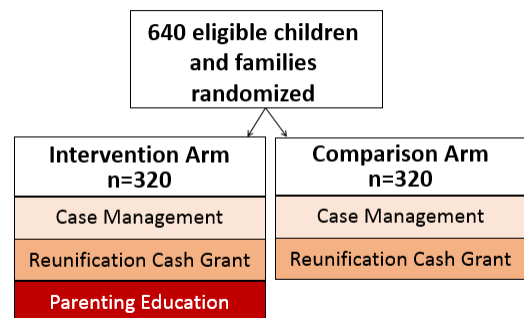 640 eligible children
and families
randomized
Intervention Arm
n=320
Case Management
Reunification Cash Grant
Parenting Education
Comparison Arm
n=320
Case Management
Reunification Cash Grant